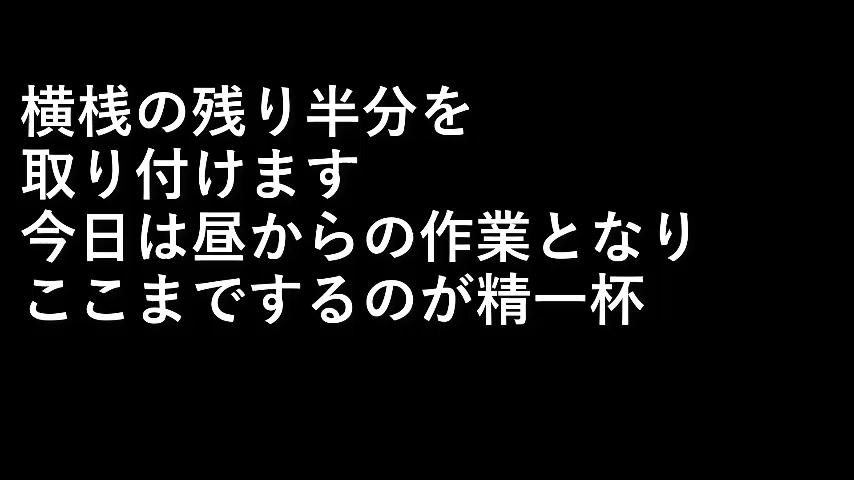 横桟の残り半分を
取り付けます
今日は昼からの作業となり
ここまでするのが精一杯